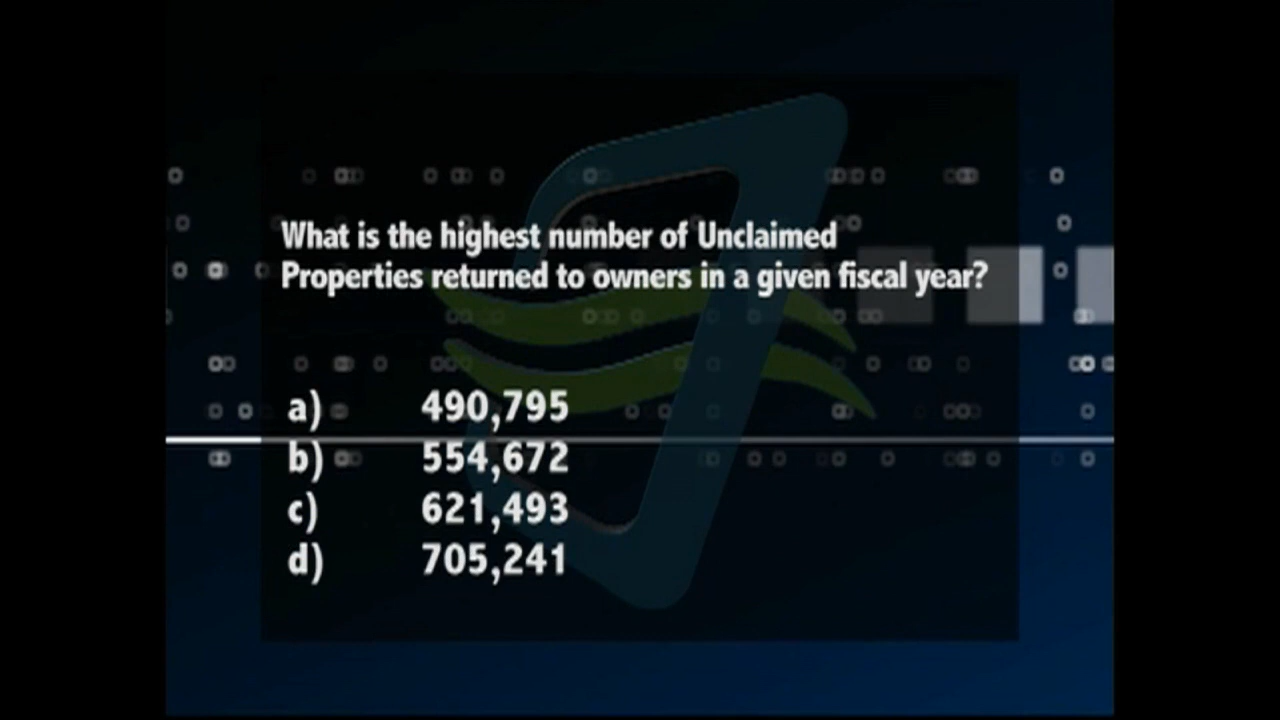 What is the highest number of Unclaimed
Properties returned to owners in a given fiscal year?
a) 490,795
b) 554,672
c) 621,493
d) 705,241